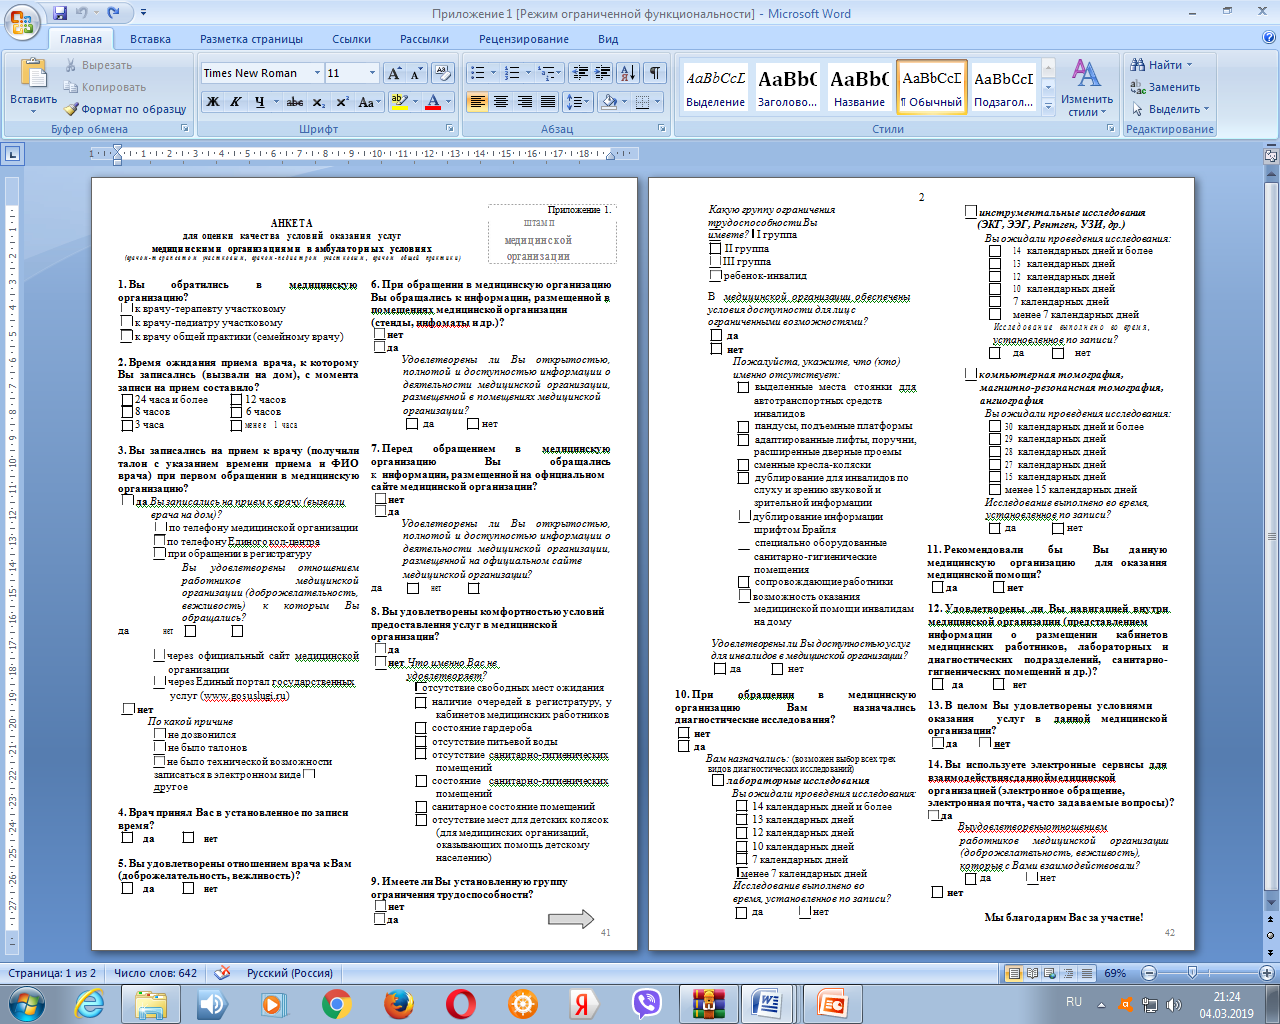 Приложение 1 [Режим ограниченной функциональности] - Microsoft Word
Главная Вставка Разметка страницы Ссылки Рассылки Рецензирование Вид
Вставить
Вырезать
Копировать
Формат по образцу
Буфер обмена
Times New Roman 11
Ж К Ч abc x₂ x² Aa
Шрифт
Абзац
AaBbCcL Выделение
AaBbC Заголово...
AaBbC Название
AaBbCcI ¶ Обычный
AaBbCcI Подзагол...
Изменить стили
Стили
Найти
Заменить
Выделить
Редактирование
Приложение 1.
штамп
медицинской
организации
АНКЕТА
для оценки качества условий оказания услуг
медицинскими организациями в амбулаторных условиях
(врачом-терапевтом участковым, врачом-педиатром участковым, врачом общей практики)
1. Вы обратились в медицинскую
организацию?
к врачу-терапевту участковому
к врачу-педиатру участковому
к врачу общей практики (семейному врачу)
2. Время ожидания приема врача, к которому
Вы записались (вызвали на дом), с момента
записи на прием составило?
24 часа и более 12 часов
8 часов 6 часов
3 часа менее 1 часа
3. Вы записались на прием к врачу (получили
талон с указанием времени приема и ФИО
врача) при первом обращении в медицинскую
организацию?
да Вы записались на прием к врачу (вызвали
врача на дом)?
по телефону медицинской организации
по телефону Единого кол-центра
при обращении в регистратуру
Вы удовлетворены отношением
работников медицинской
организации (доброжелательность,
вежливость) к которым Вы
обращались?
да нет
через официальный сайт медицинской
организации
через Единый портал государственных
услуг (www.gosuslugi.ru)
нет
По какой причине
не дозвонился
не было талонов
не было технической возможности
записаться в электронном виде
другое
4. Врач принял Вас в установленное по записи
время?
да нет
5. Вы удовлетворены отношением врача к Вам
(доброжелательность, вежливость)?
да нет
6. При обращении в медицинскую организацию
Вы обращались к информации, размещенной в
помещениях медицинской организации
(стенды, инфоматы и др.)?
нет
да
Удовлетворены ли Вы открытостью,
полнотой и доступностью информации о
деятельности медицинской организации,
размещенной в помещениях медицинской
организации?
да нет
7. Перед обращением в медицинскую
организацию Вы обращались
к информации, размещенной на официальном
сайте медицинской организации?
нет
да
Удовлетворены ли Вы открытостью,
полнотой и доступностью информации о
деятельности медицинской организации,
размещенной на официальном сайте
медицинской организации?
да нет
8. Вы удовлетворены комфортностью условий
предоставления услуг в медицинской
организации?
да
нет Что именно Вас не
удовлетворяет?
отсутствие свободных мест ожидания
наличие очередей в регистратуру, у
кабинетов медицинских работников
состояние гардероба
отсутствие питьевой воды
отсутствие санитарно-гигиенических
помещений
состояние санитарно-гигиенических
помещений
санитарное состояние помещений
отсутствие мест для детских колясок
(для медицинских организаций,
оказывающих помощь детскому
населению)
9. Имеете ли Вы установленную группу
ограничения трудоспособности?
нет
да
41
2
Какую группу ограничения
трудоспособности Вы
имеете? I группа
II группа
III группа
ребенок-инвалид
В медицинской организации обеспечены
условия доступности для лиц с
ограниченными возможностями?
да
нет
Пожалуйста, укажите, что (кто)
именно отсутствует:
выделенные места стоянки для
автотранспортных средств
инвалидов
пандусы, подъемные платформы
адаптированные лифты, поручни,
расширенные дверные проемы
сменные кресла-коляски
дублирование для инвалидов по
слуху и зрению звуковой и
зрительной информации
дублирование информации
шрифтом Брайля
специально оборудованные
санитарно-гигиенические
помещения
сопровождающие работники
возможность оказания
медицинской помощи инвалидам
на дому
Удовлетворены ли Вы доступностью услуг
для инвалидов в медицинской организации?
да нет
10. При обращении в медицинскую
организацию Вам назначались
диагностические исследования?
нет
да
Вам назначались: (возможен выбор всех трех
видов диагностических исследований)
лабораторные исследования
Вы ожидали проведения исследования:
14 календарных дней и более
13 календарных дней
12 календарных дней
10 календарных дней
7 календарных дней
менее 7 календарных дней
Исследование выполнено во
время, установленное по записи?
да нет
инструментальные исследования
(ЭКГ, ЭЭГ, Рентген, УЗИ, др.)
Вы ожидали проведения исследования:
14 календарных дней и более
13 календарных дней
12 календарных дней
10 календарных дней
7 календарных дней
менее 7 календарных дней
Исследование выполнено во время,
установленное по записи?
да нет
компьютерная томография,
магнитно-резонансная томография,
ангиография
Вы ожидали проведения исследования:
30 календарных дней и более
29 календарных дней
28 календарных дней
27 календарных дней
15 календарных дней
менее 15 календарных дней
Исследование выполнено во время,
установленное по записи?
да нет
11. Рекомендовали бы Вы данную
медицинскую организацию для оказания
медицинской помощи?
да нет
12. Удовлетворены ли Вы навигацией внутри
медицинской организации (представлением
информации о размещении кабинетов
медицинских работников, лабораторных и
диагностических подразделений, санитарно-
гигиенических помещений и др.)?
да нет
13. В целом Вы удовлетворены условиями
оказания услуг в данной медицинской
организации?
да нет
14. Вы используете электронные сервисы для
взаимодействиясданноймедицинской
организацией (электронное обращение,
электронная почта, часто задаваемые вопросы)?
да
Выудовлетвореныотношением
работников медицинской организации
(доброжелательность, вежливость),
которые с Вами взаимодействовали?
да нет
нет
Мы благодарим Вас за участие!
42
Страница: 1 из 2 Число слов: 642 Русский (Россия) 69%
RU 21:24
04.03.2019